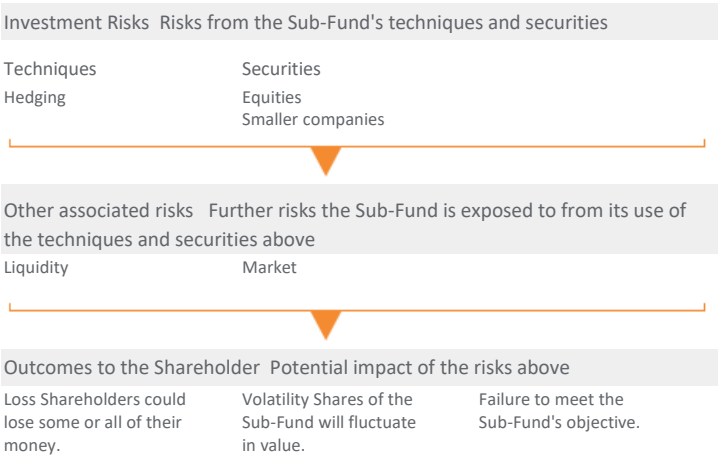 Investment Risks Risks from the Sub-Fund's techniques and securities
Techniques Securities
Hedging Equities
Smaller companies
Other associated risks Further risks the Sub-Fund is exposed to from its use of
the techniques and securities above
Liquidity Market
Outcomes to the Shareholder Potential impact of the risks above
Loss Shareholders could
lose some or all of their
money.
Volatility Shares of the
Sub-Fund will fluctuate
in value.
Failure to meet the
Sub-Fund's objective.